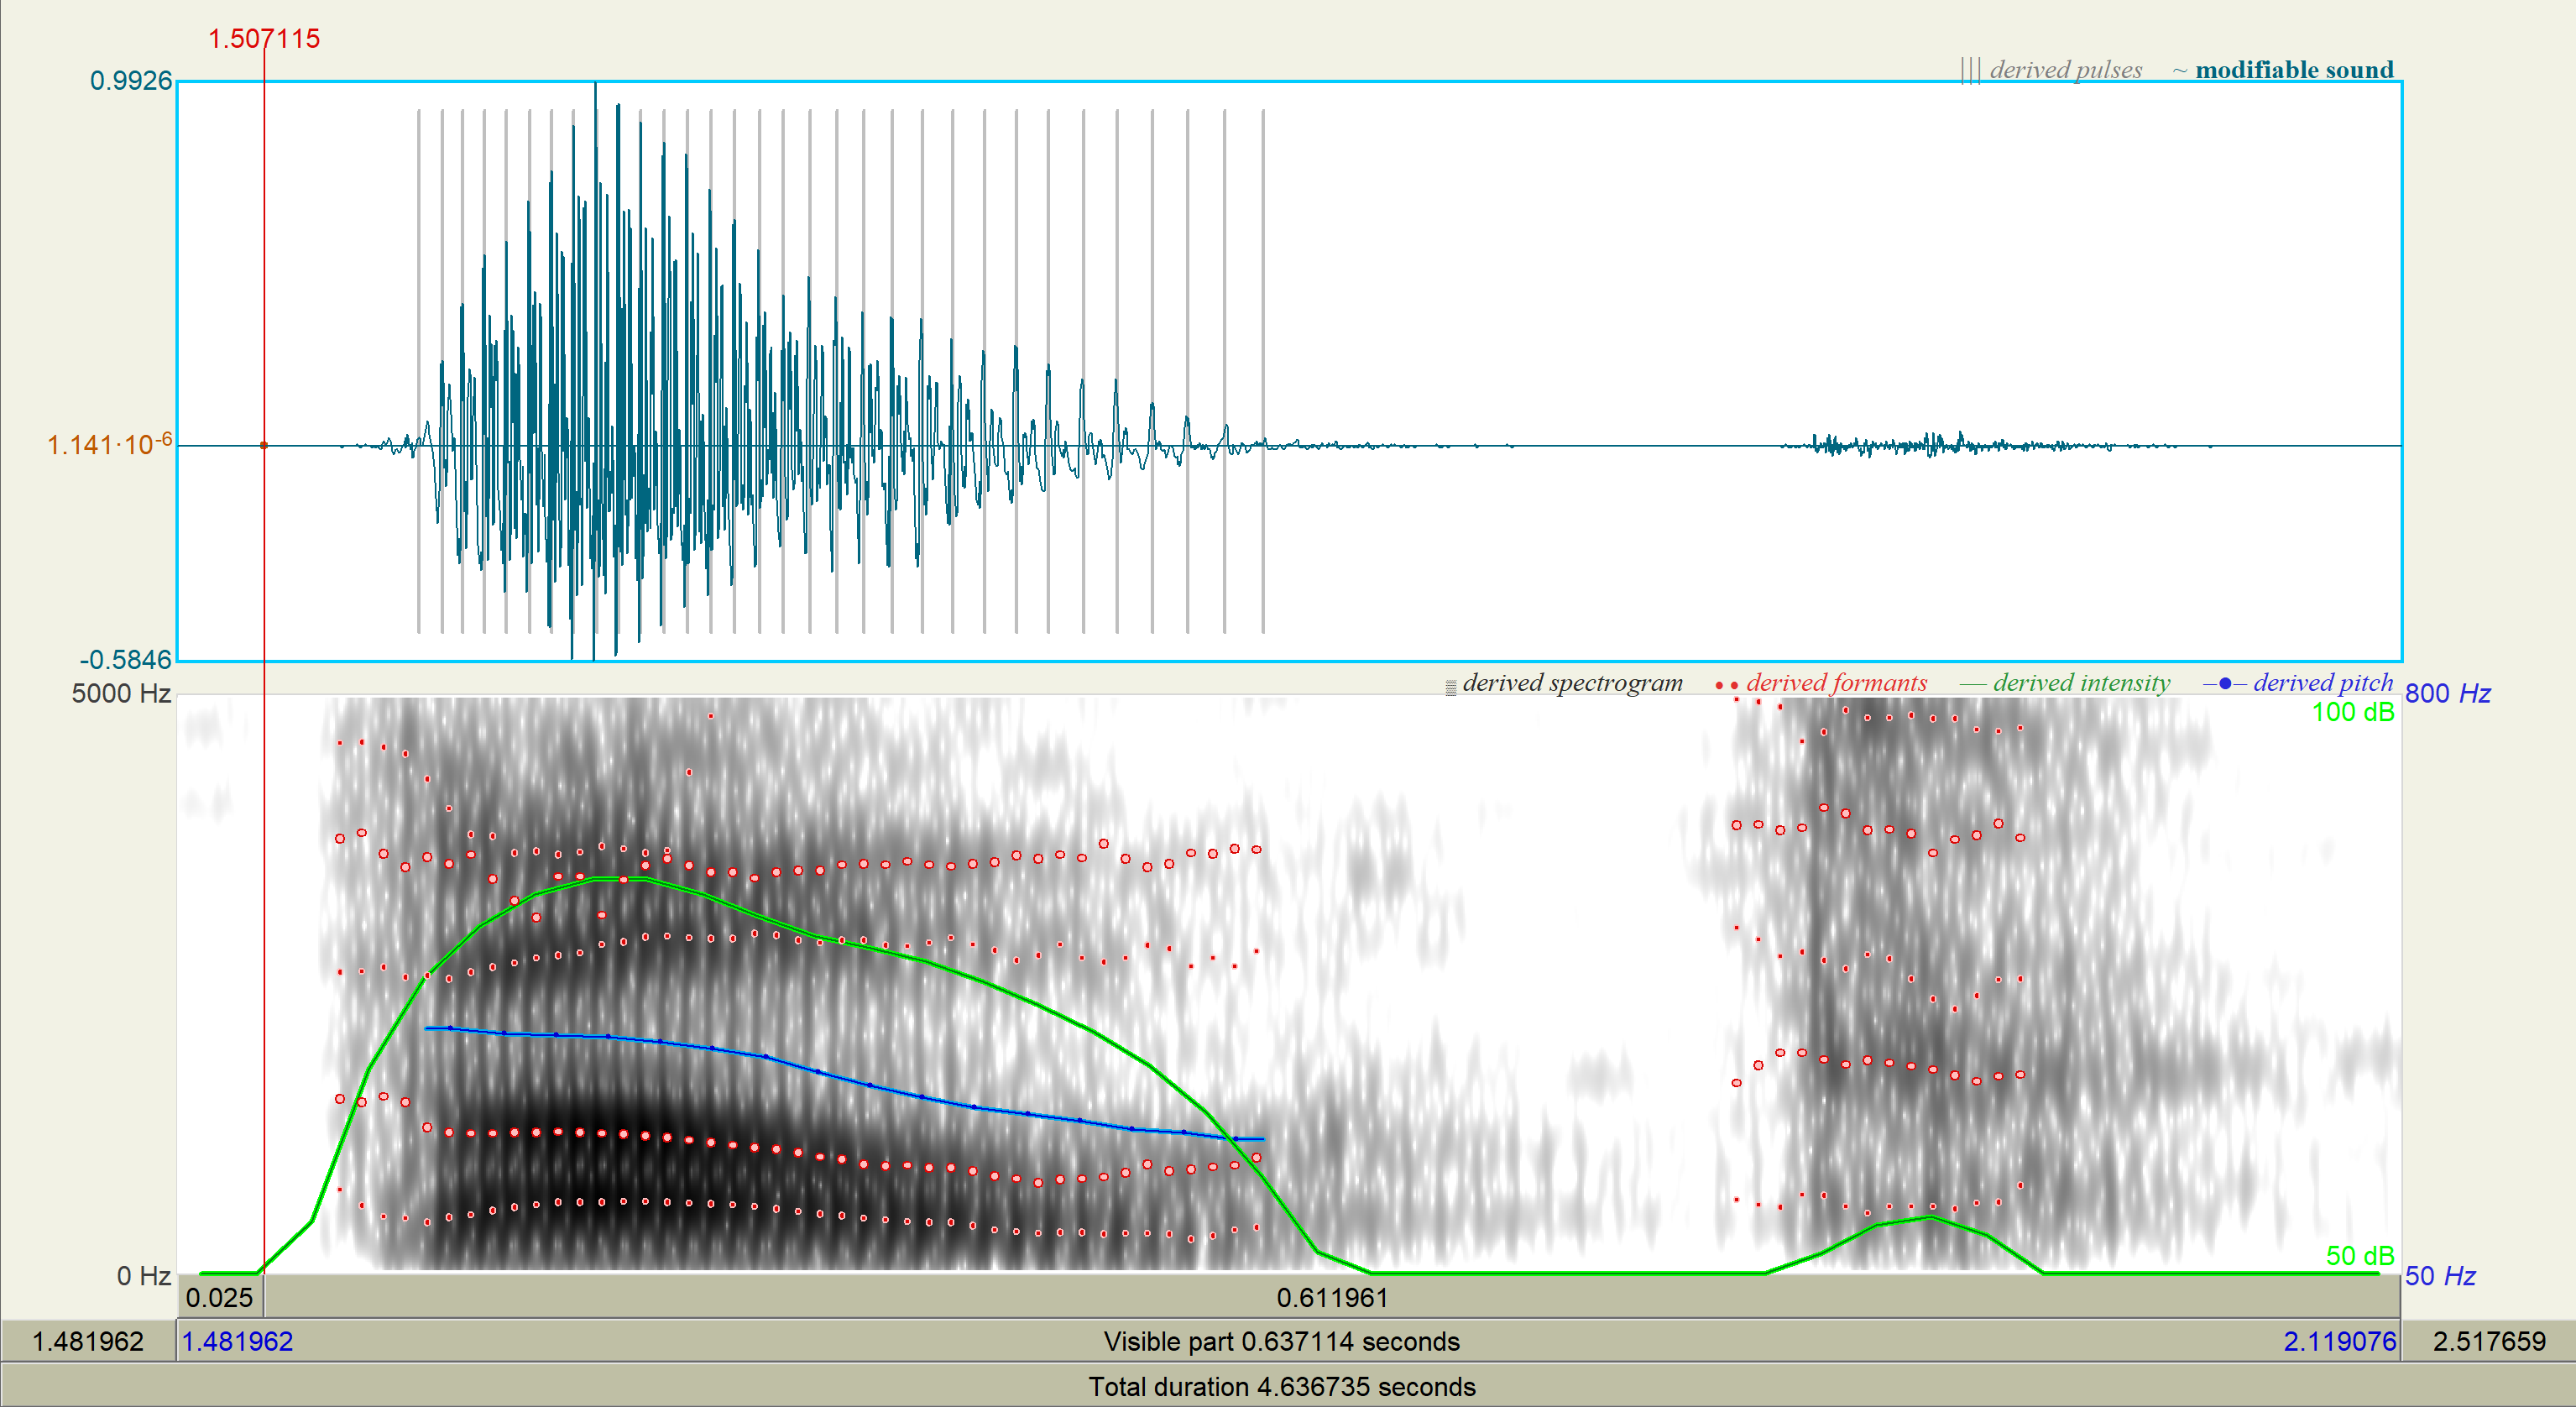 1.507115
0.9926
||| derived pulses ~ modifiable sound
1.141·10-6
-0.5846
5000 Hz
derived spectrogram •• derived formants — derived intensity –•– derived pitch
800 Hz
100 dB
50 dB
0 Hz
50 Hz
0.025
0.611961
1.481962
1.481962
Visible part 0.637114 seconds
2.119076
2.517659
Total duration 4.636735 seconds